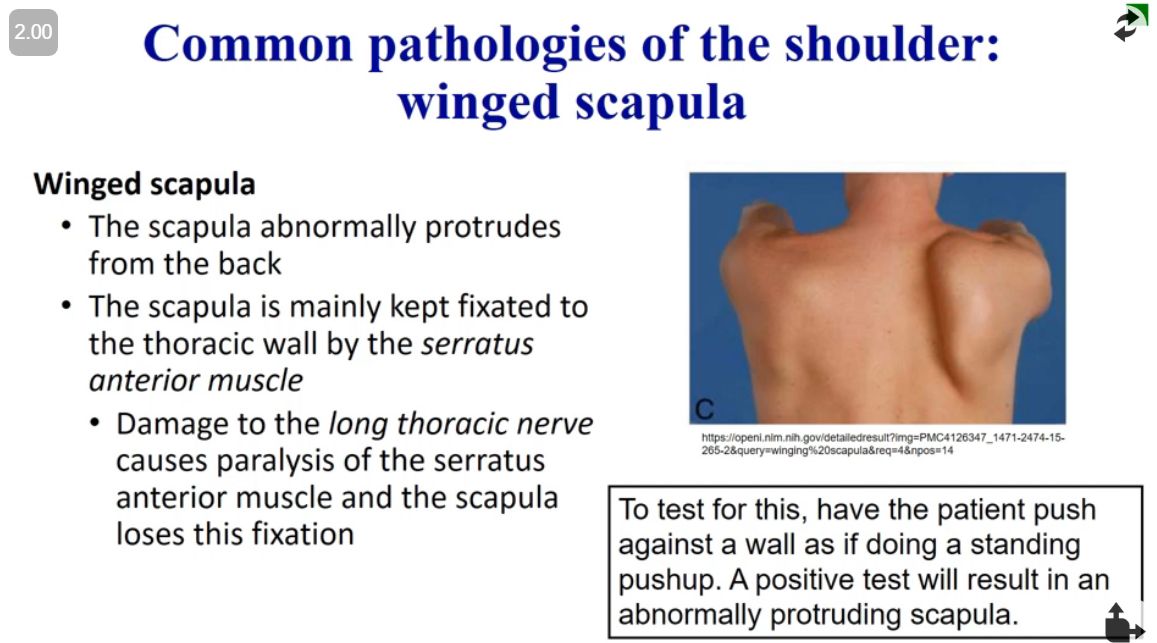 2.00
Common pathologies of the shoulder:
winged scapula
Winged scapula
• The scapula abnormally protrudes
from the back
• The scapula is mainly kept fixated to
the thoracic wall by the serratus
anterior muscle
• Damage to the long thoracic nerve
causes paralysis of the serratus
anterior muscle and the scapula
loses this fixation
C
https://openi.nlm.nih.gov/detailedresult?img=PMC4126347_1471-2474-15-
265-2&query=winging%20scapula&req=4&npos=14
To test for this, have the patient push
against a wall as if doing a standing
pushup. A positive test will result in an
abnormally protruding scapula.